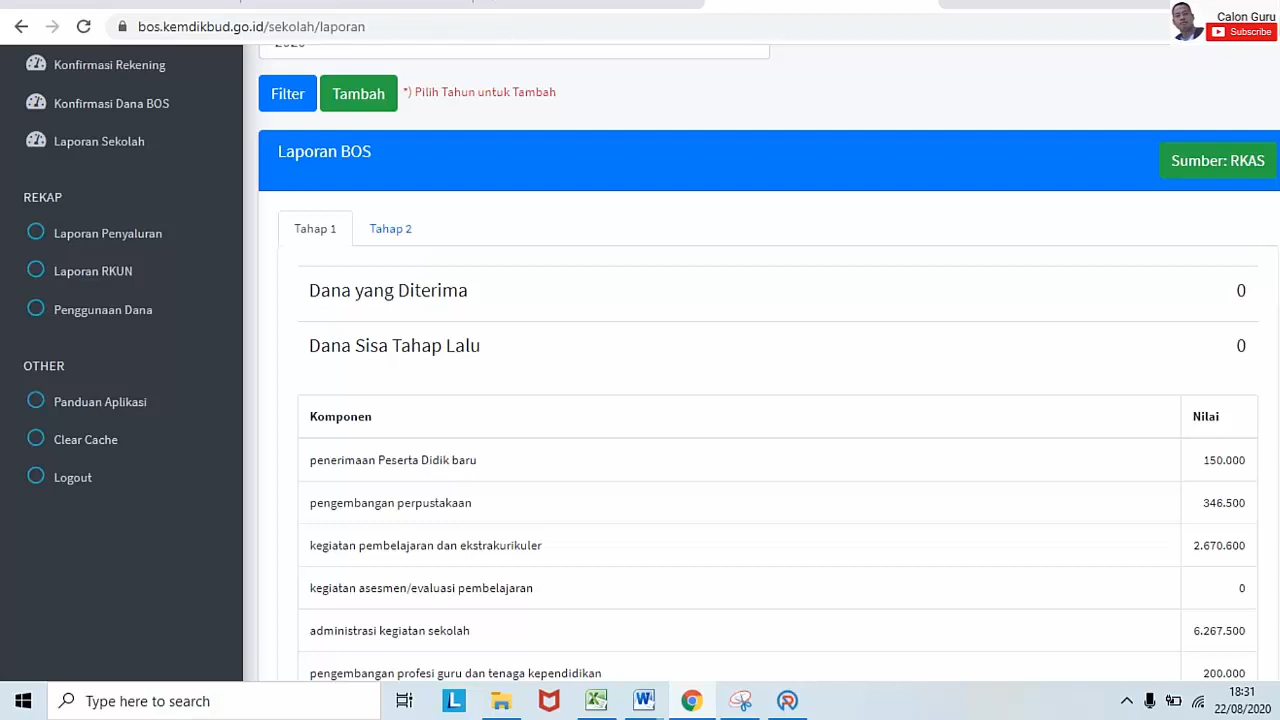 bos.kemdikbud.go.id/sekolah/laporan
Calon Guru
Subscribe
Konfirmasi Rekening
Konfirmasi Dana BOS
Laporan Sekolah
REKAP
Laporan Penyaluran
Laporan RKUN
Penggunaan Dana
OTHER
Panduan Aplikasi
Clear Cache
Logout
2020
Filter
Tambah
*) Pilih Tahun untuk Tambah
Laporan BOS
Sumber: RKAS
Tahap 1
Tahap 2
Dana yang Diterima 0
Dana Sisa Tahap Lalu 0
Komponen Nilai
penerimaan Peserta Didik baru 150.000
pengembangan perpustakaan 346.500
kegiatan pembelajaran dan ekstrakurikuler 2.670.600
kegiatan asesmen/evaluasi pembelajaran 0
administrasi kegiatan sekolah 6.267.500
pengembangan profesi guru dan tenaga kependidikan 200.000
Type here to search
18:31
22/08/2020